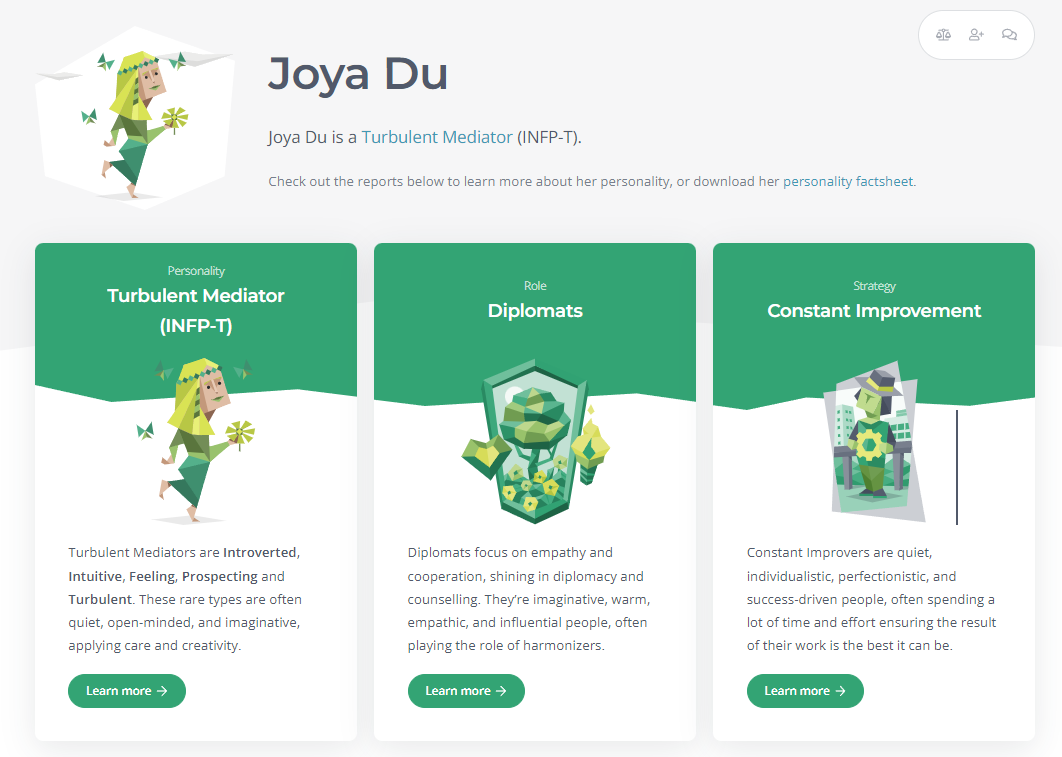 Joya Du
Joya Du is a Turbulent Mediator (INFP-T).
Check out the reports below to learn more about her personality, or download her personality factsheet.
Personality
Turbulent Mediator
(INFP-T)
Turbulent Mediators are Introverted,
Intuitive, Feeling, Prospecting and
Turbulent. These rare types are often
quiet, open-minded, and imaginative,
applying care and creativity.
Learn more →
Role
Diplomats
Diplomats focus on empathy and
cooperation, shining in diplomacy and
counselling. They’re imaginative, warm,
empathic, and influential people, often
playing the role of harmonizers.
Learn more →
Strategy
Constant Improvement
Constant Improvers are quiet,
individualistic, perfectionistic, and
success-driven people, often spending a
lot of time and effort ensuring the result
of their work is the best it can be.
Learn more →